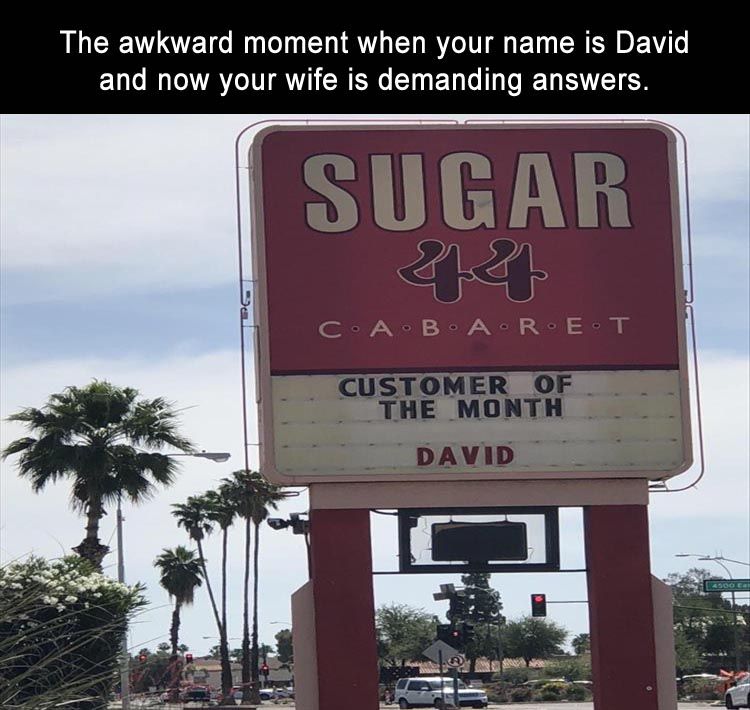 The awkward moment when your name is David
and now your wife is demanding answers.
SUGAR
44
C·A·B·A·R·E·T
CUSTOMER OF
THE MONTH
DAVID